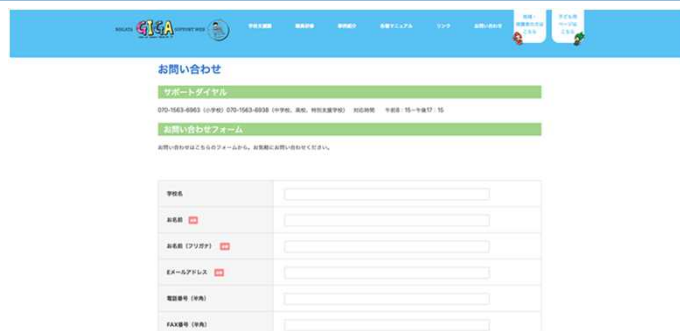 NIIGATA GIGA SUPPORT WEB
学校支援籍
職員研修
事例紹介
各種マニュアル
リンク
お問い合わせ
こちら
子ども用
ページは
こちら
お問い合わせ
サポートダイヤル
070-1563-6963（小学校）070-1563-6938（中学校、高校、特別支援学校） 対応時間 午前8：15～午後17：15
お問い合わせフォーム
お問い合わせはこちらのフォームから。お気軽にお問い合わせください。
学校名
お名前 必須
お名前（フリガナ） 必須
Eメールアドレス 必須
電話番号（半角）
FAX番号（半角）